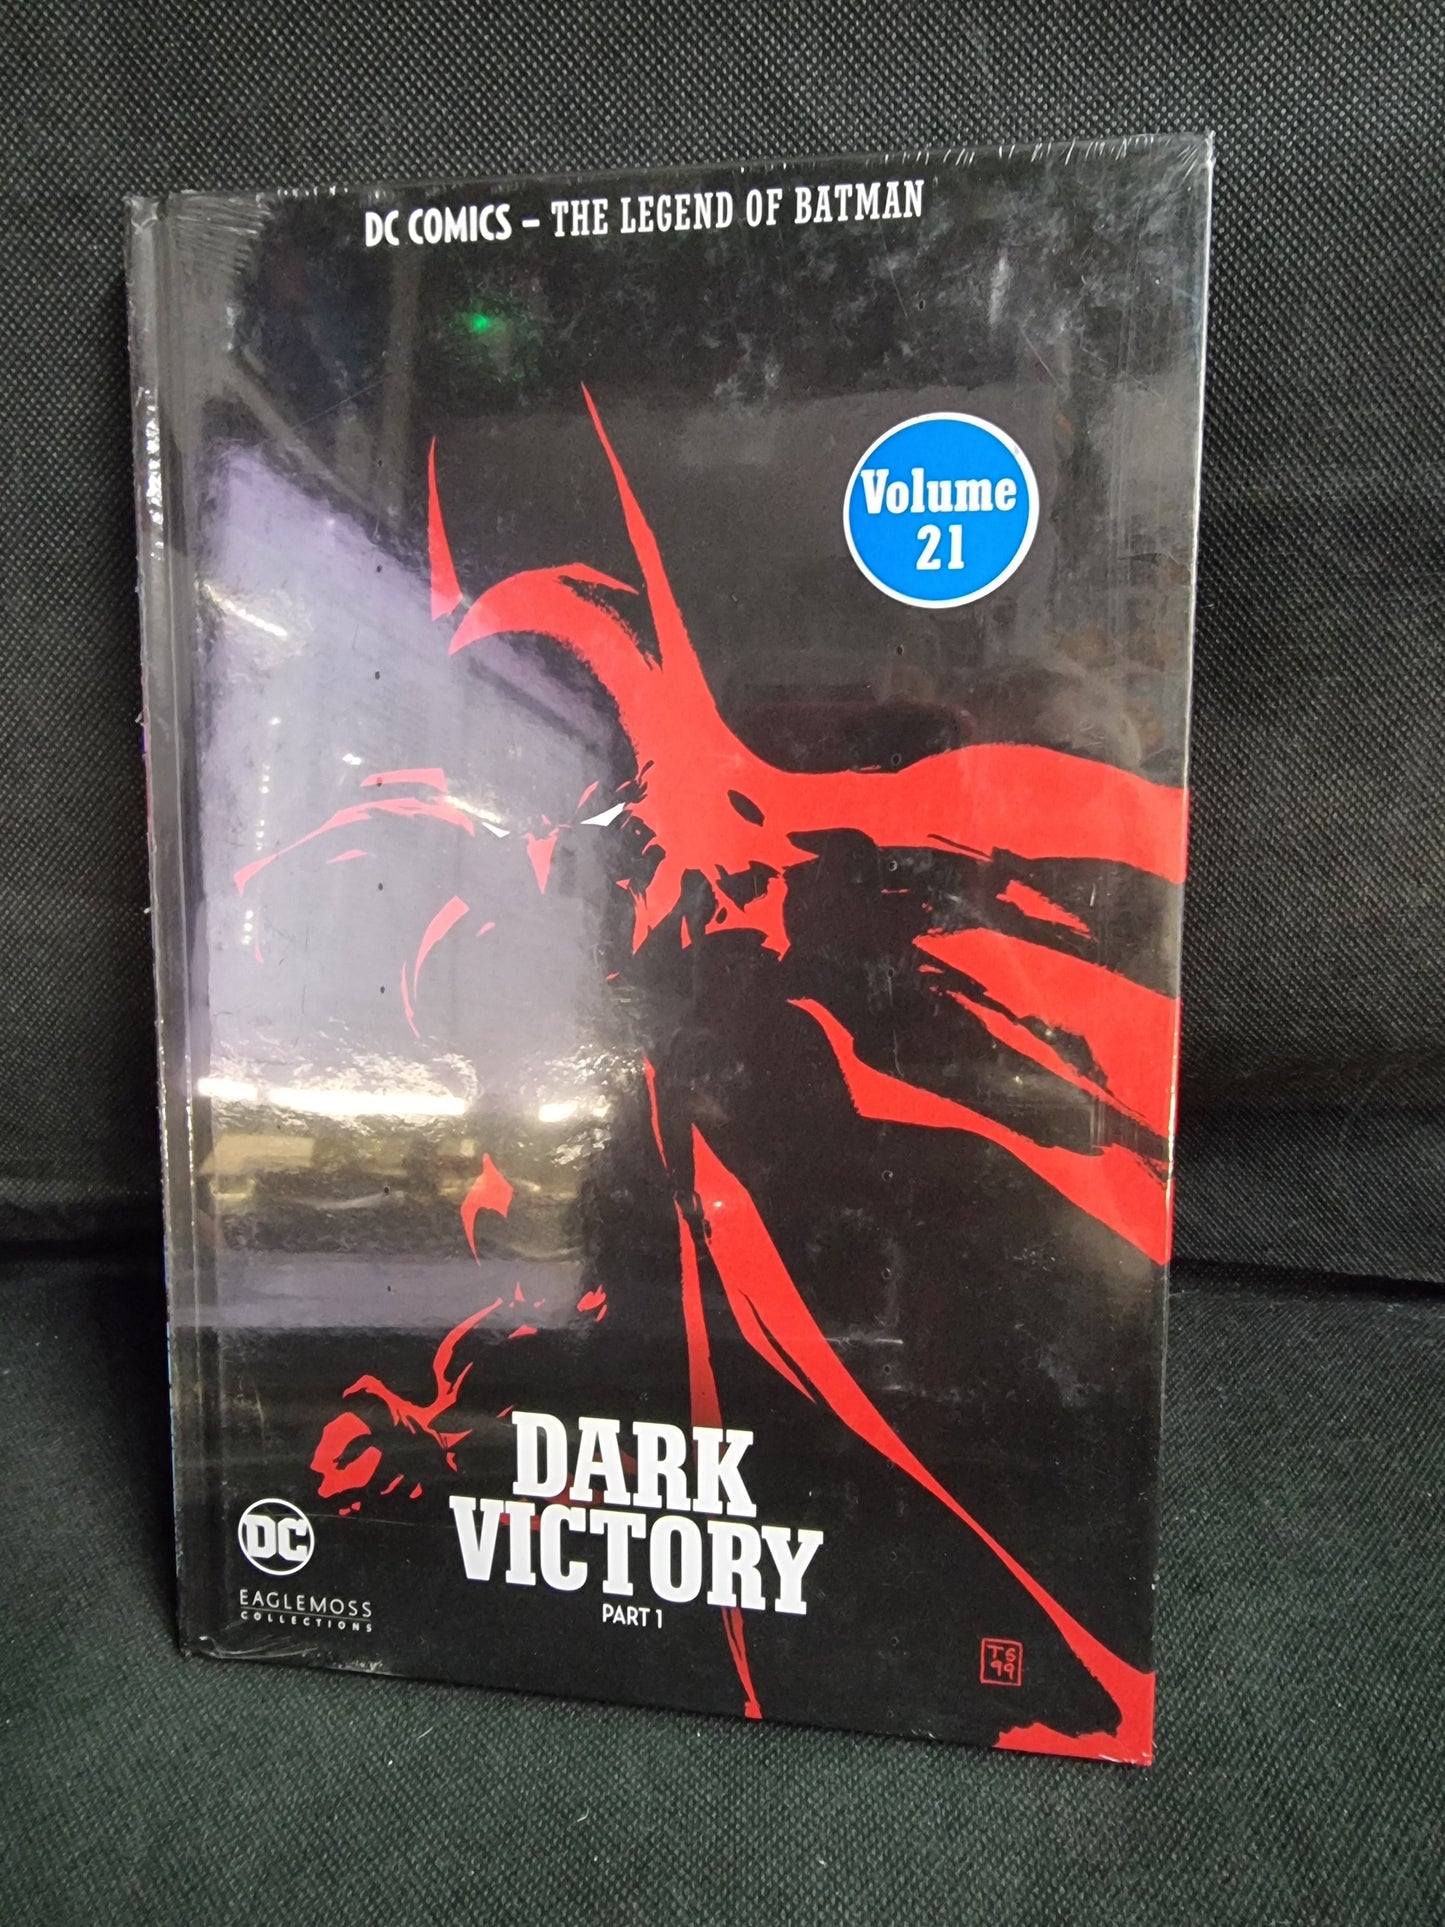 DC COMICS – THE LEGEND OF BATMAN
Volume
21
DARK
VICTORY
PART 1
DC
EAGLEMOSS
COLLECTIONS
TS
99